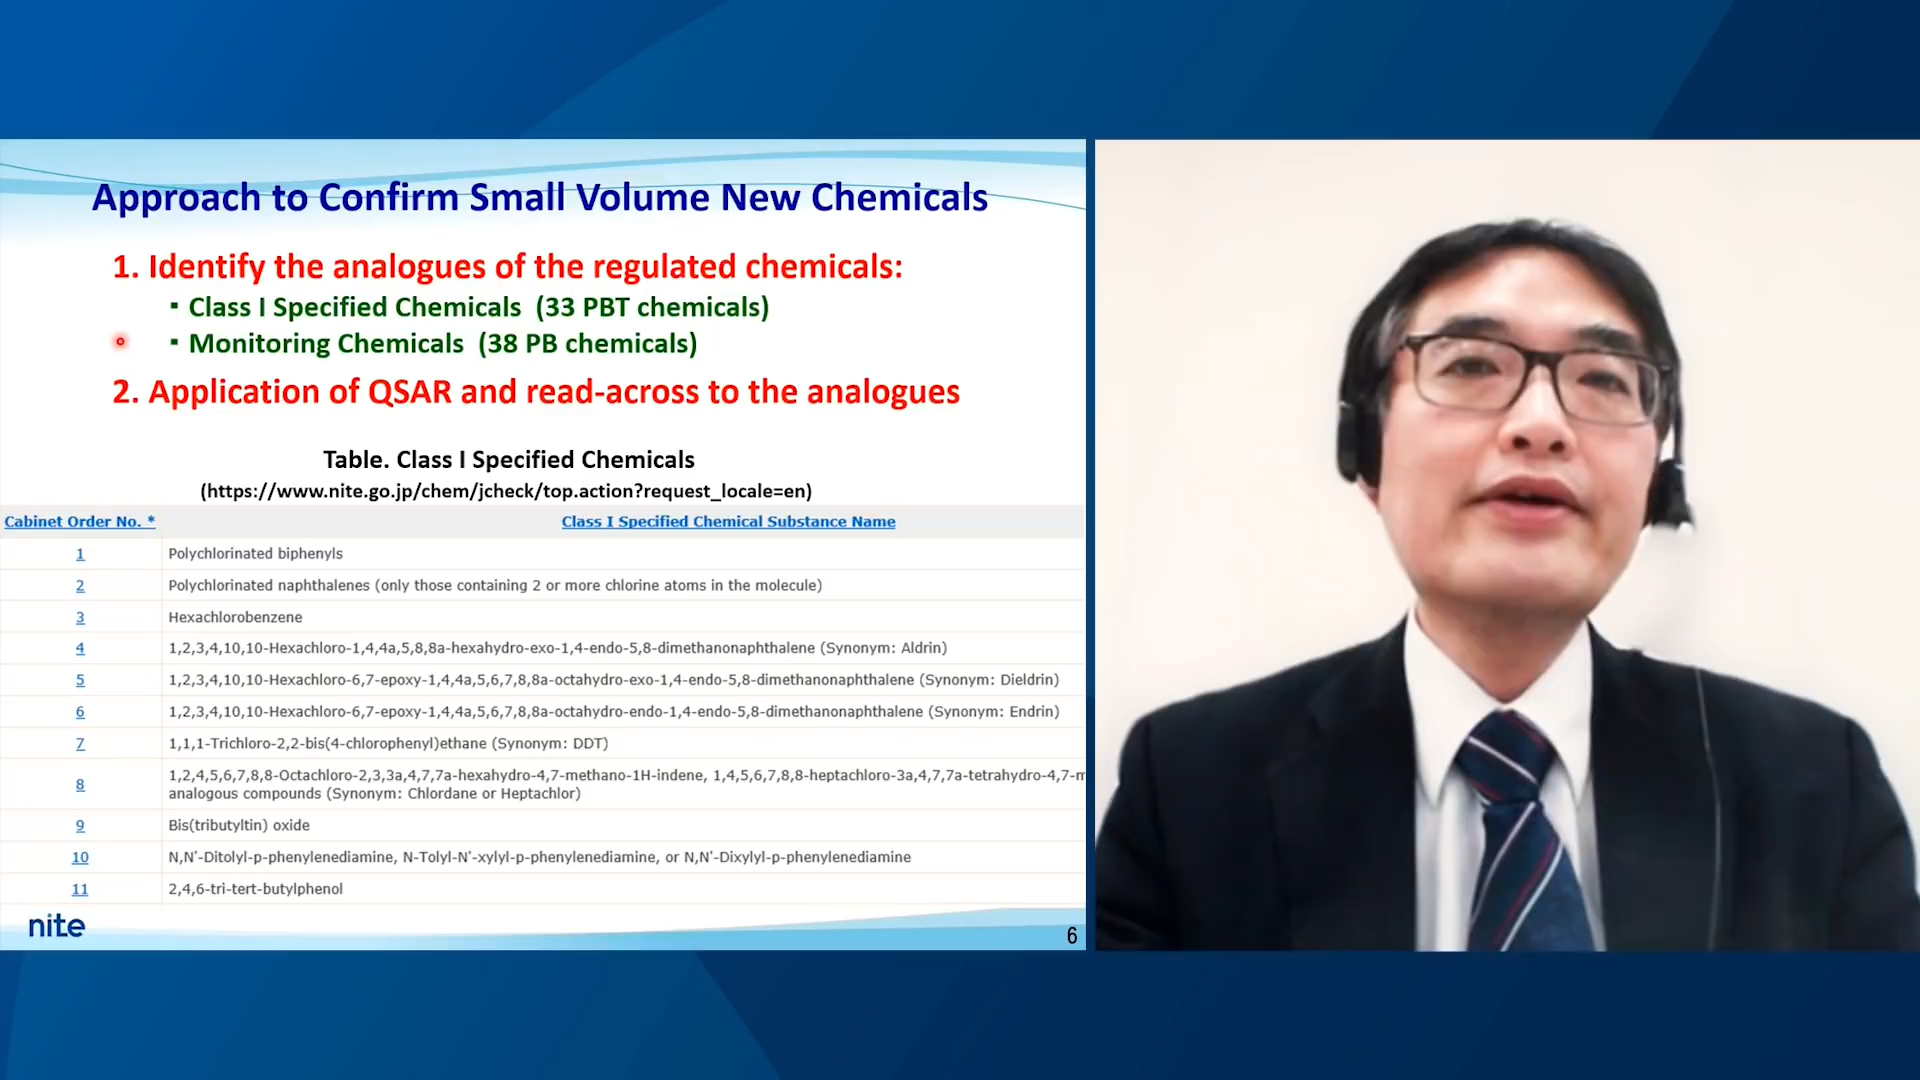 Approach to Confirm Small Volume New Chemicals
1. Identify the analogues of the regulated chemicals:
▪ Class I Specified Chemicals (33 PBT chemicals)
▪ Monitoring Chemicals (38 PB chemicals)
2. Application of QSAR and read-across to the analogues
Table. Class I Specified Chemicals
(https://www.nite.go.jp/chem/jcheck/top.action?request_locale=en)
Cabinet Order No. * Class I Specified Chemical Substance Name
1 Polychlorinated biphenyls
2 Polychlorinated naphthalenes (only those containing 2 or more chlorine atoms in the molecule)
3 Hexachlorobenzene
4 1,2,3,4,10,10-Hexachloro-1,4,4a,5,8,8a-hexahydro-exo-1,4-endo-5,8-dimethanonaphthalene (Synonym: Aldrin)
5 1,2,3,4,10,10-Hexachloro-6,7-epoxy-1,4,4a,5,6,7,8,8a-octahydro-exo-1,4-endo-5,8-dimethanonaphthalene (Synonym: Dieldrin)
6 1,2,3,4,10,10-Hexachloro-6,7-epoxy-1,4,4a,5,6,7,8,8a-octahydro-endo-1,4-endo-5,8-dimethanonaphthalene (Synonym: Endrin)
7 1,1,1-Trichloro-2,2-bis(4-chlorophenyl)ethane (Synonym: DDT)
8 1,2,4,5,6,7,8,8-Octachloro-2,3,3a,4,7,7a-hexahydro-4,7-methano-1H-indene, 1,4,5,6,7,8,8-heptachloro-3a,4,7,7a-tetrahydro-4,7-m
analogous compounds (Synonym: Chlordane or Heptachlor)
9 Bis(tributyltin) oxide
10 N,N'-Ditolyl-p-phenylenediamine, N-Tolyl-N'-xylyl-p-phenylenediamine, or N,N'-Dixylyl-p-phenylenediamine
11 2,4,6-tri-tert-butylphenol
nite
6